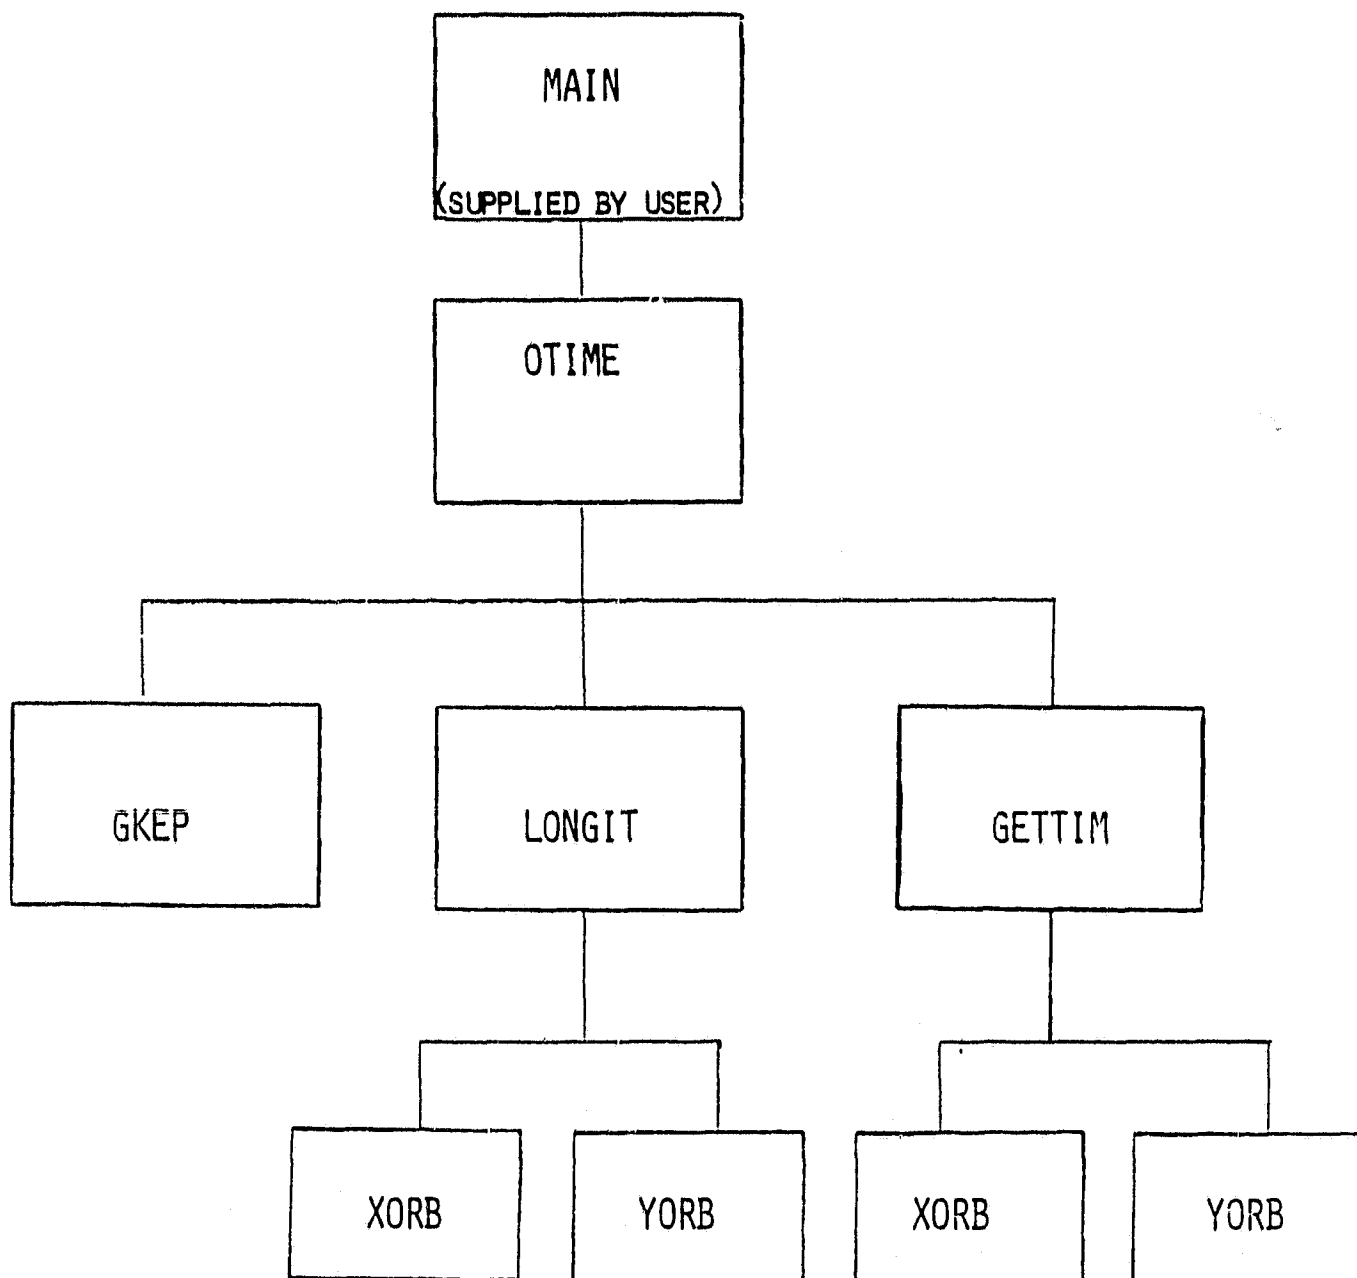 MAIN
(SUPPLIED BY USER)
OTIME
GKEP
LONGIT
GETTIM
XORB
YORB
XORB
YORB